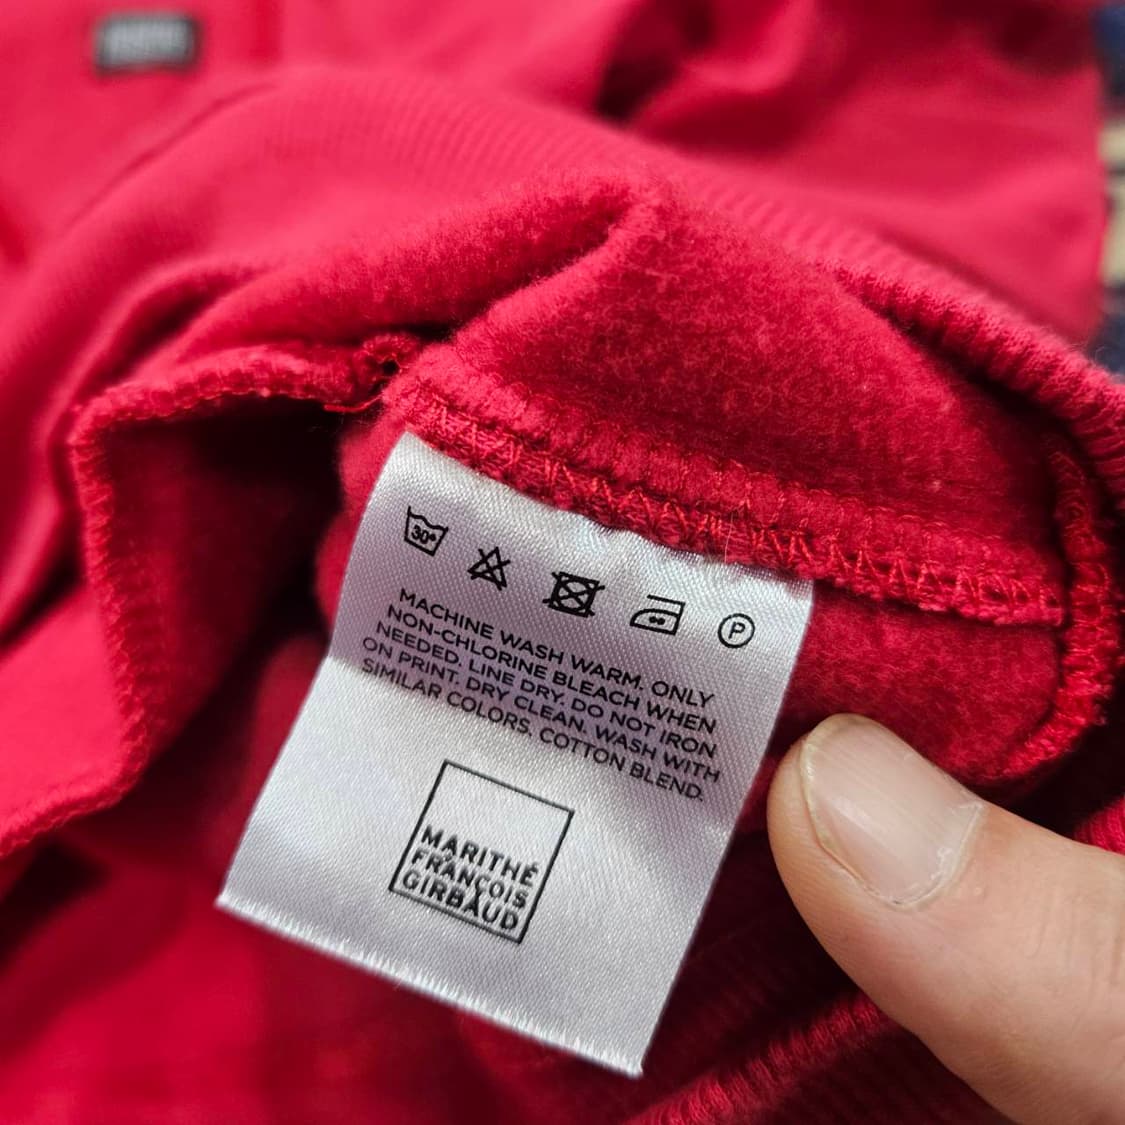 30°
P
MACHINE WASH WARM. ONLY
NON-CHLORINE BLEACH WHEN
NEEDED. LINE DRY. DO NOT IRON
ON PRINT. DRY CLEAN. WASH WITH
SIMILAR COLORS. COTTON BLEND.
MARITHÉ
FRANÇOIS
GIRBAUD